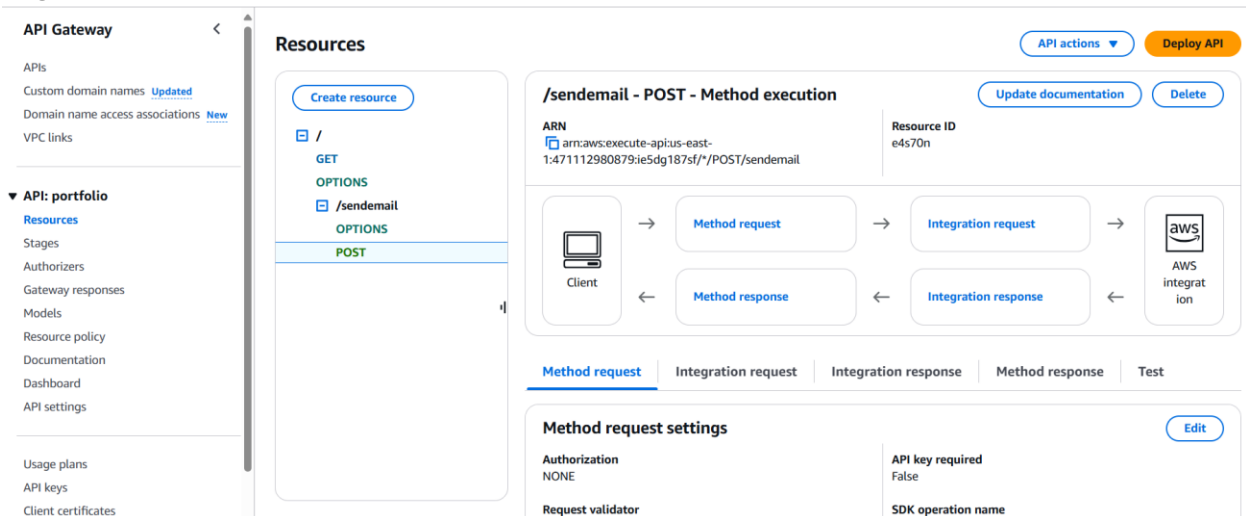 API Gateway
APIs
Custom domain names Updated
Domain name access associations New
VPC links
API: portfolio
Resources
Stages
Authorizers
Gateway responses
Models
Resource policy
Documentation
Dashboard
API settings
Usage plans
API keys
Client certificates
Resources
API actions
Deploy API
Create resource
/
GET
OPTIONS
/sendemail
OPTIONS
POST
/sendemail - POST - Method execution
Update documentation
Delete
ARN
arn:aws:execute-api:us-east-
1:471112980879:ie5dg187sf/*/POST/sendemail
Resource ID
e4s70n
Client
Method request
Integration request
Method response
Integration response
aws
AWS
integrat
ion
Method request
Integration request
Integration response
Method response
Test
Method request settings
Edit
Authorization
NONE
API key required
False
Request validator
SDK operation name